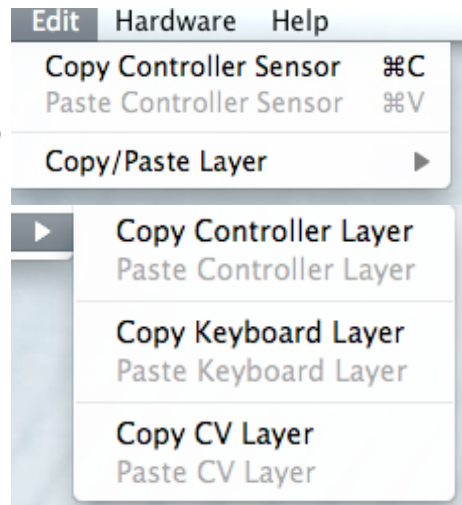 Edit Hardware Help
Copy Controller Sensor ⌘C
Paste Controller Sensor ⌘V
Copy/Paste Layer ▶
Copy Controller Layer
Paste Controller Layer
Copy Keyboard Layer
Paste Keyboard Layer
Copy CV Layer
Paste CV Layer